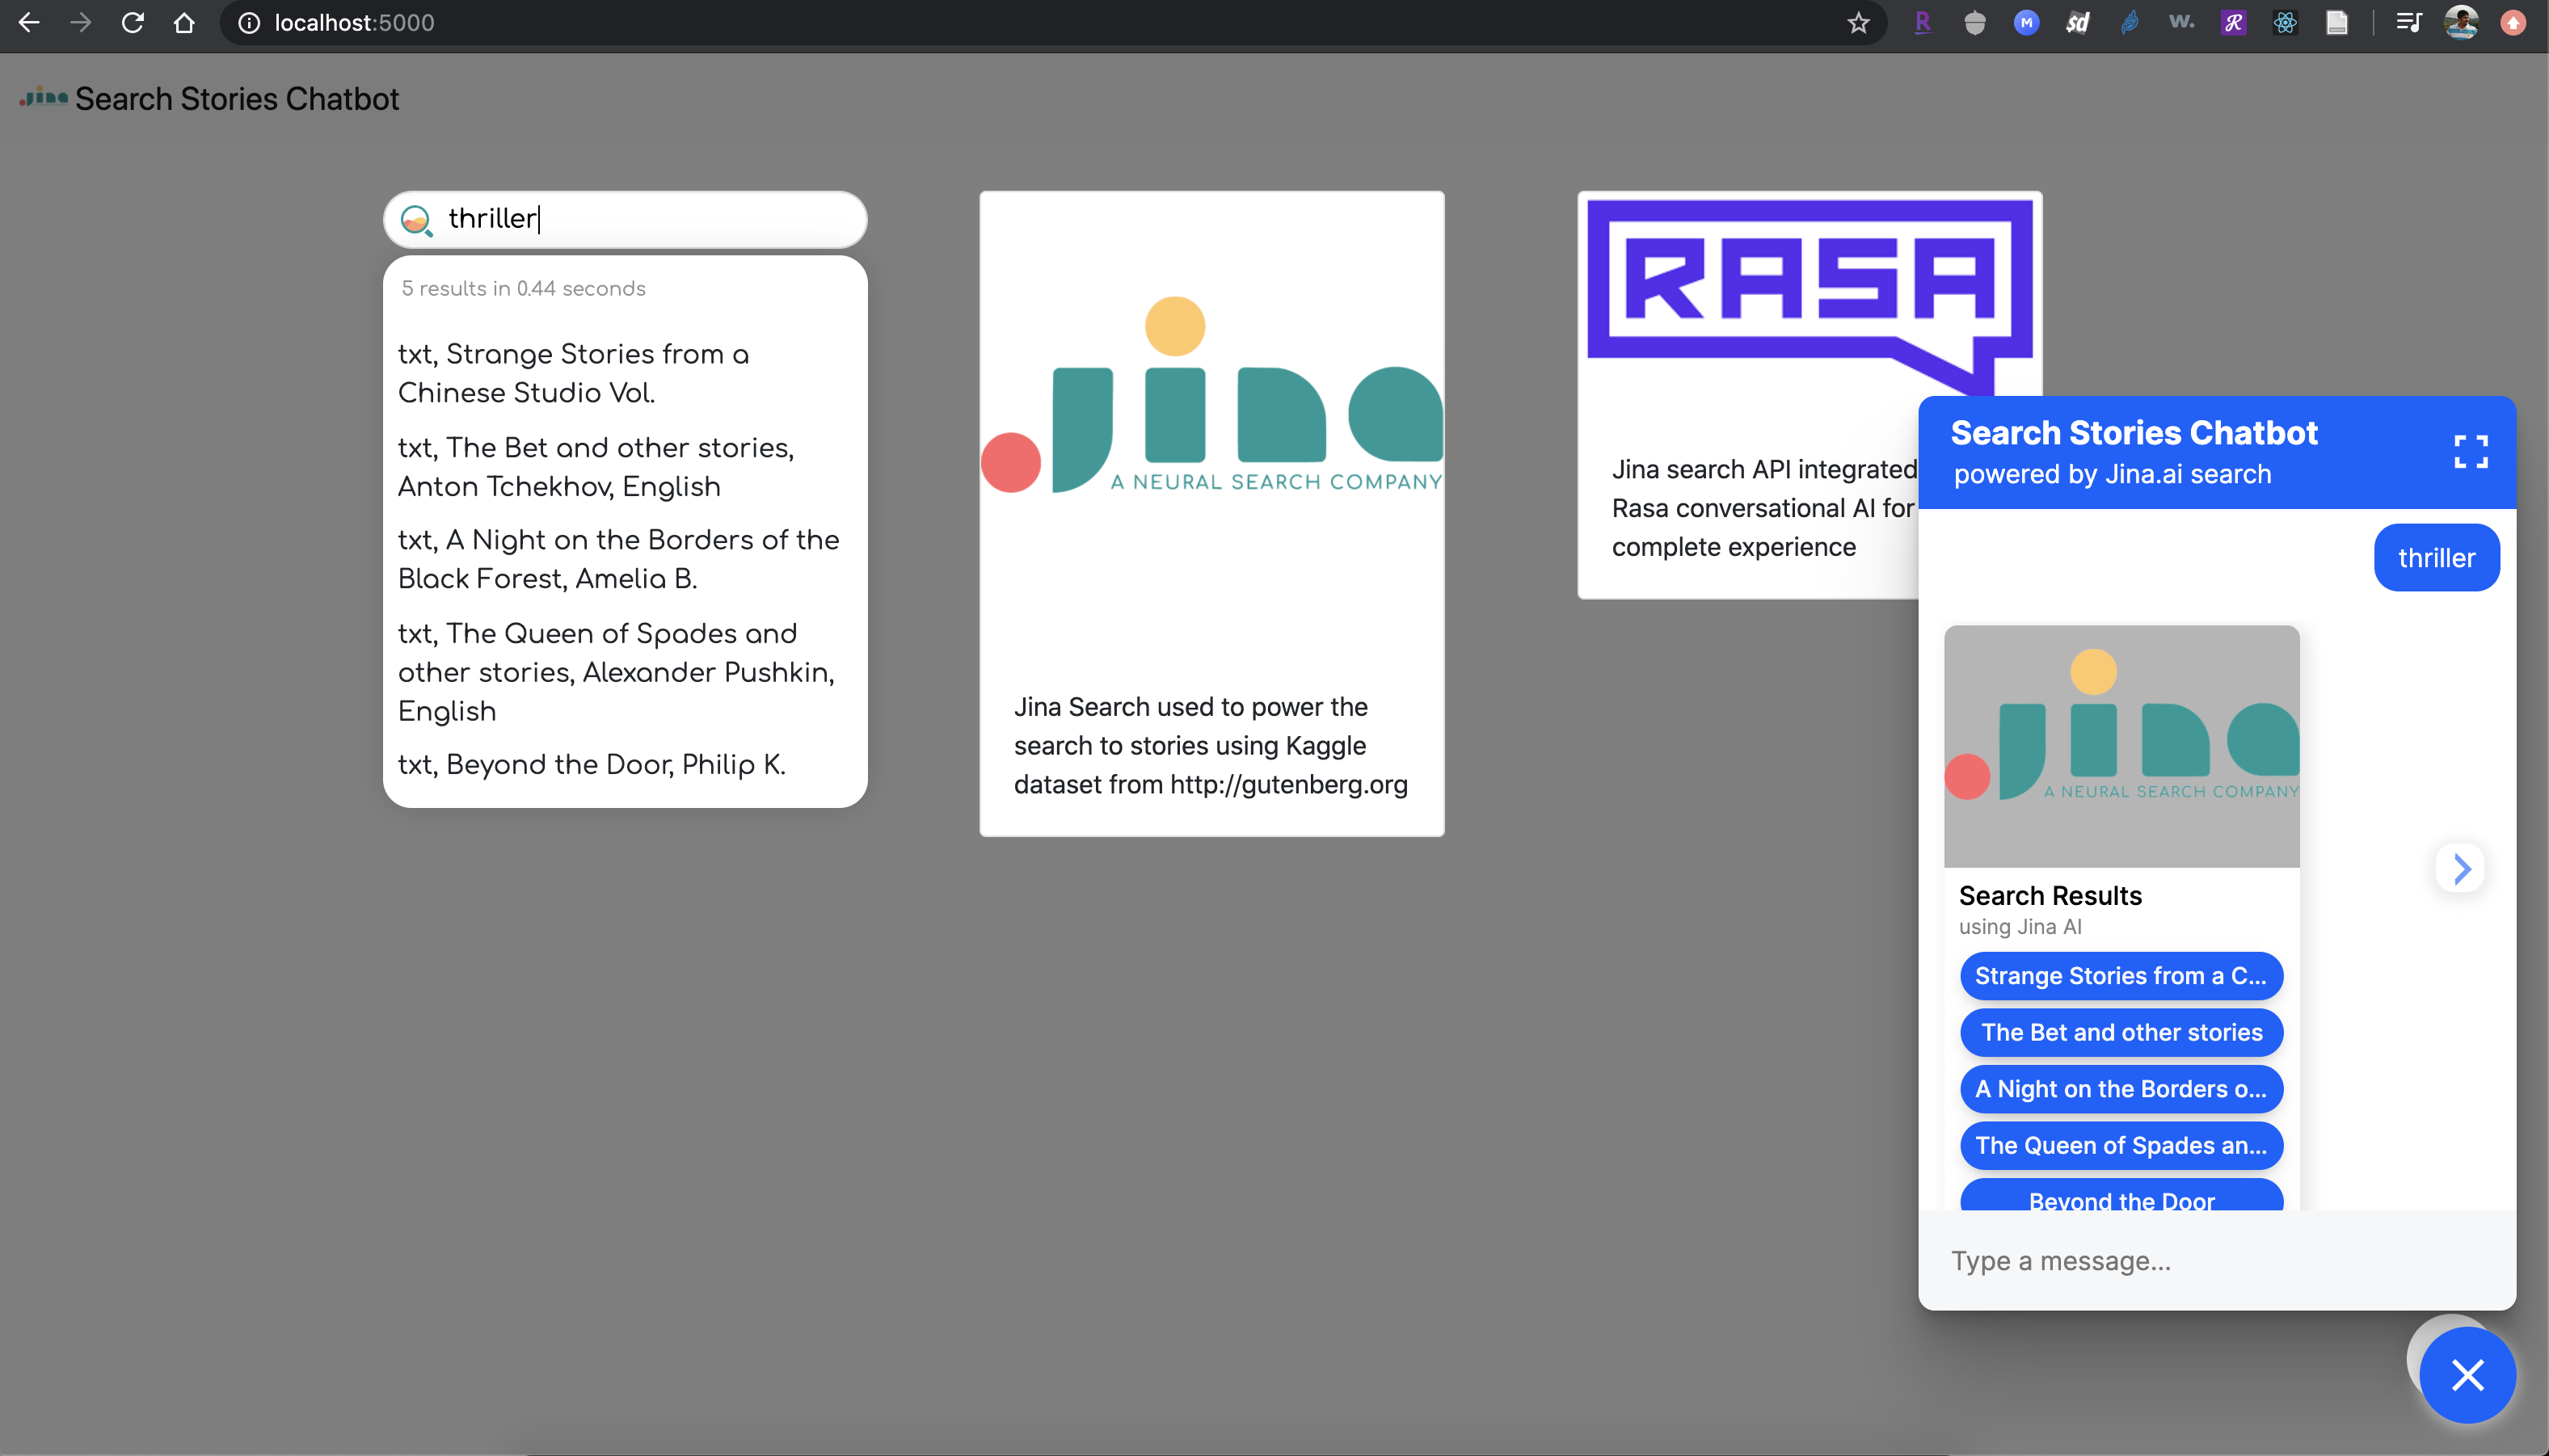 localhost:5000
Jina Search Stories Chatbot
thriller
5 results in 0.44 seconds
txt, Strange Stories from a
Chinese Studio Vol.
txt, The Bet and other stories,
Anton Tchekhov, English
txt, A Night on the Borders of the
Black Forest, Amelia B.
txt, The Queen of Spades and
other stories, Alexander Pushkin,
English
txt, Beyond the Door, Philip K.
Jina
A NEURAL SEARCH COMPANY
Jina Search used to power the
search to stories using Kaggle
dataset from http://gutenberg.org
RASA
Jina search API integrated
Rasa conversational AI for
complete experience
Search Stories Chatbot
powered by Jina.ai search
thriller
Jina
A NEURAL SEARCH COMPANY
Search Results
using Jina AI
Strange Stories from a C...
The Bet and other stories
A Night on the Borders o...
The Queen of Spades an...
Beyond the Door
Type a message...